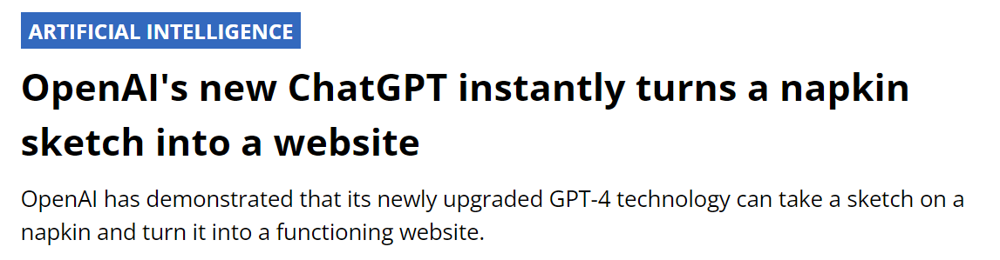 ARTIFICIAL INTELLIGENCE
OpenAI's new ChatGPT instantly turns a napkin
sketch into a website
OpenAI has demonstrated that its newly upgraded GPT-4 technology can take a sketch on a
napkin and turn it into a functioning website.